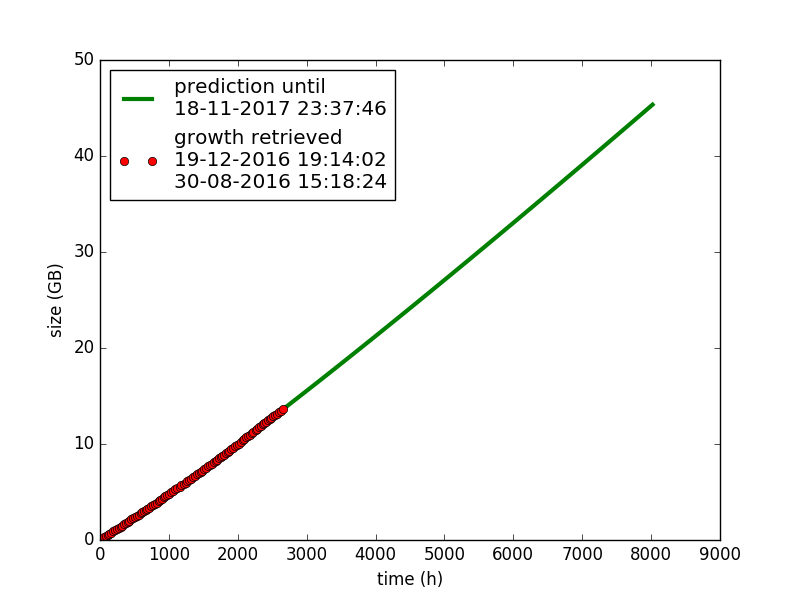 prediction until
18-11-2017 23:37:46
growth retrieved
19-12-2016 19:14:02
30-08-2016 15:18:24
50
40
30
20
10
0
size (GB)
0 1000 2000 3000 4000 5000 6000 7000 8000 9000
time (h)